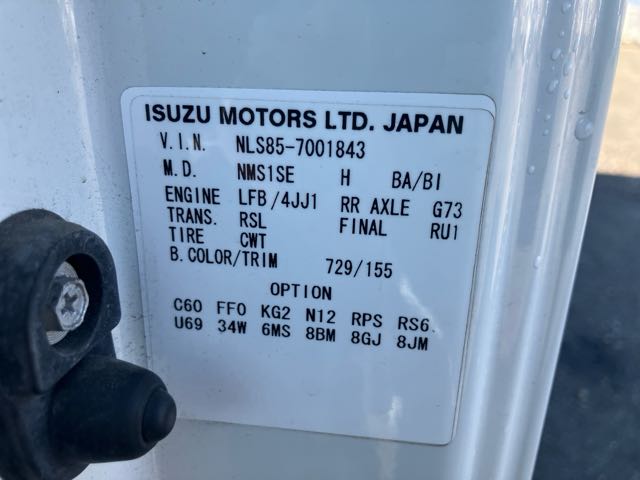 ISUZU MOTORS LTD. JAPAN
V.I.N. NLS85-7001843
M.D. NMS1SE H BA/BI
ENGINE LFB/4JJ1 RR AXLE G73
TRANS. RSL FINAL RU1
TIRE CWT
B.COLOR/TRIM 729/155
OPTION
C60 FF0 KG2 N12 RPS RS6
U69 34W 6MS 8BM 8GJ 8JM